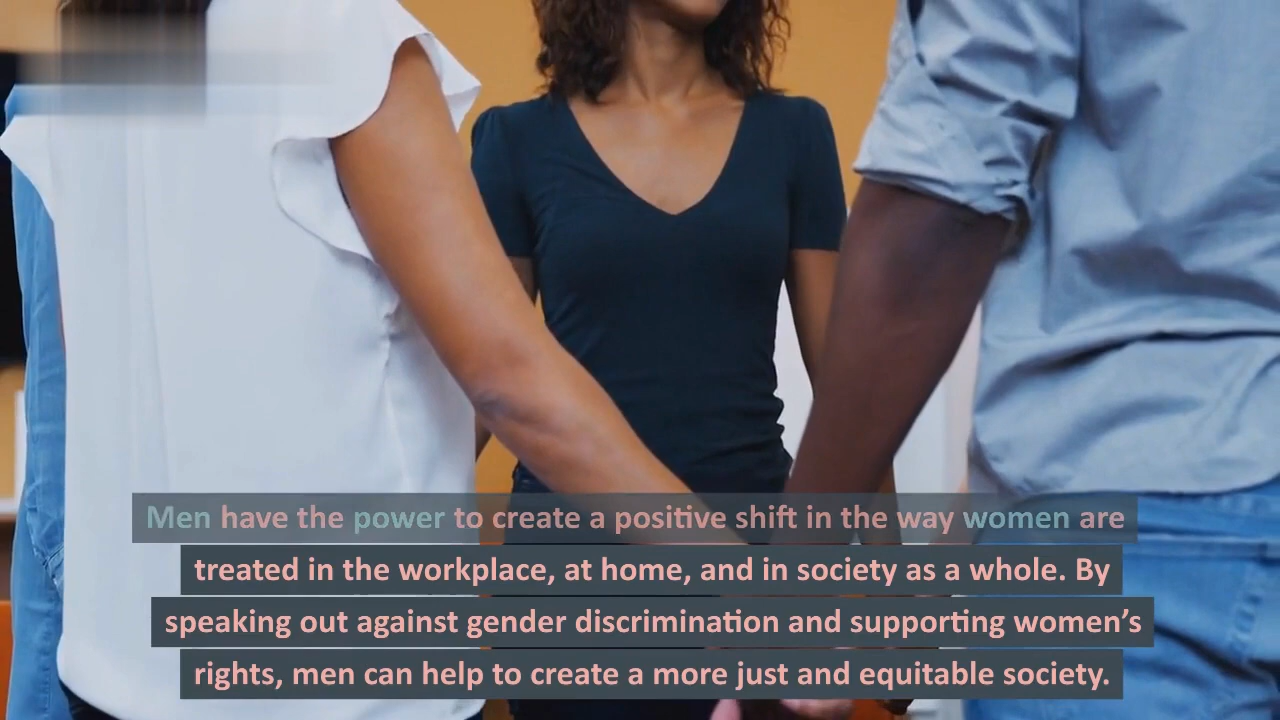 Men have the power to create a positive shift in the way women are
treated in the workplace, at home, and in society as a whole. By
speaking out against gender discrimination and supporting women’s
rights, men can help to create a more just and equitable society.